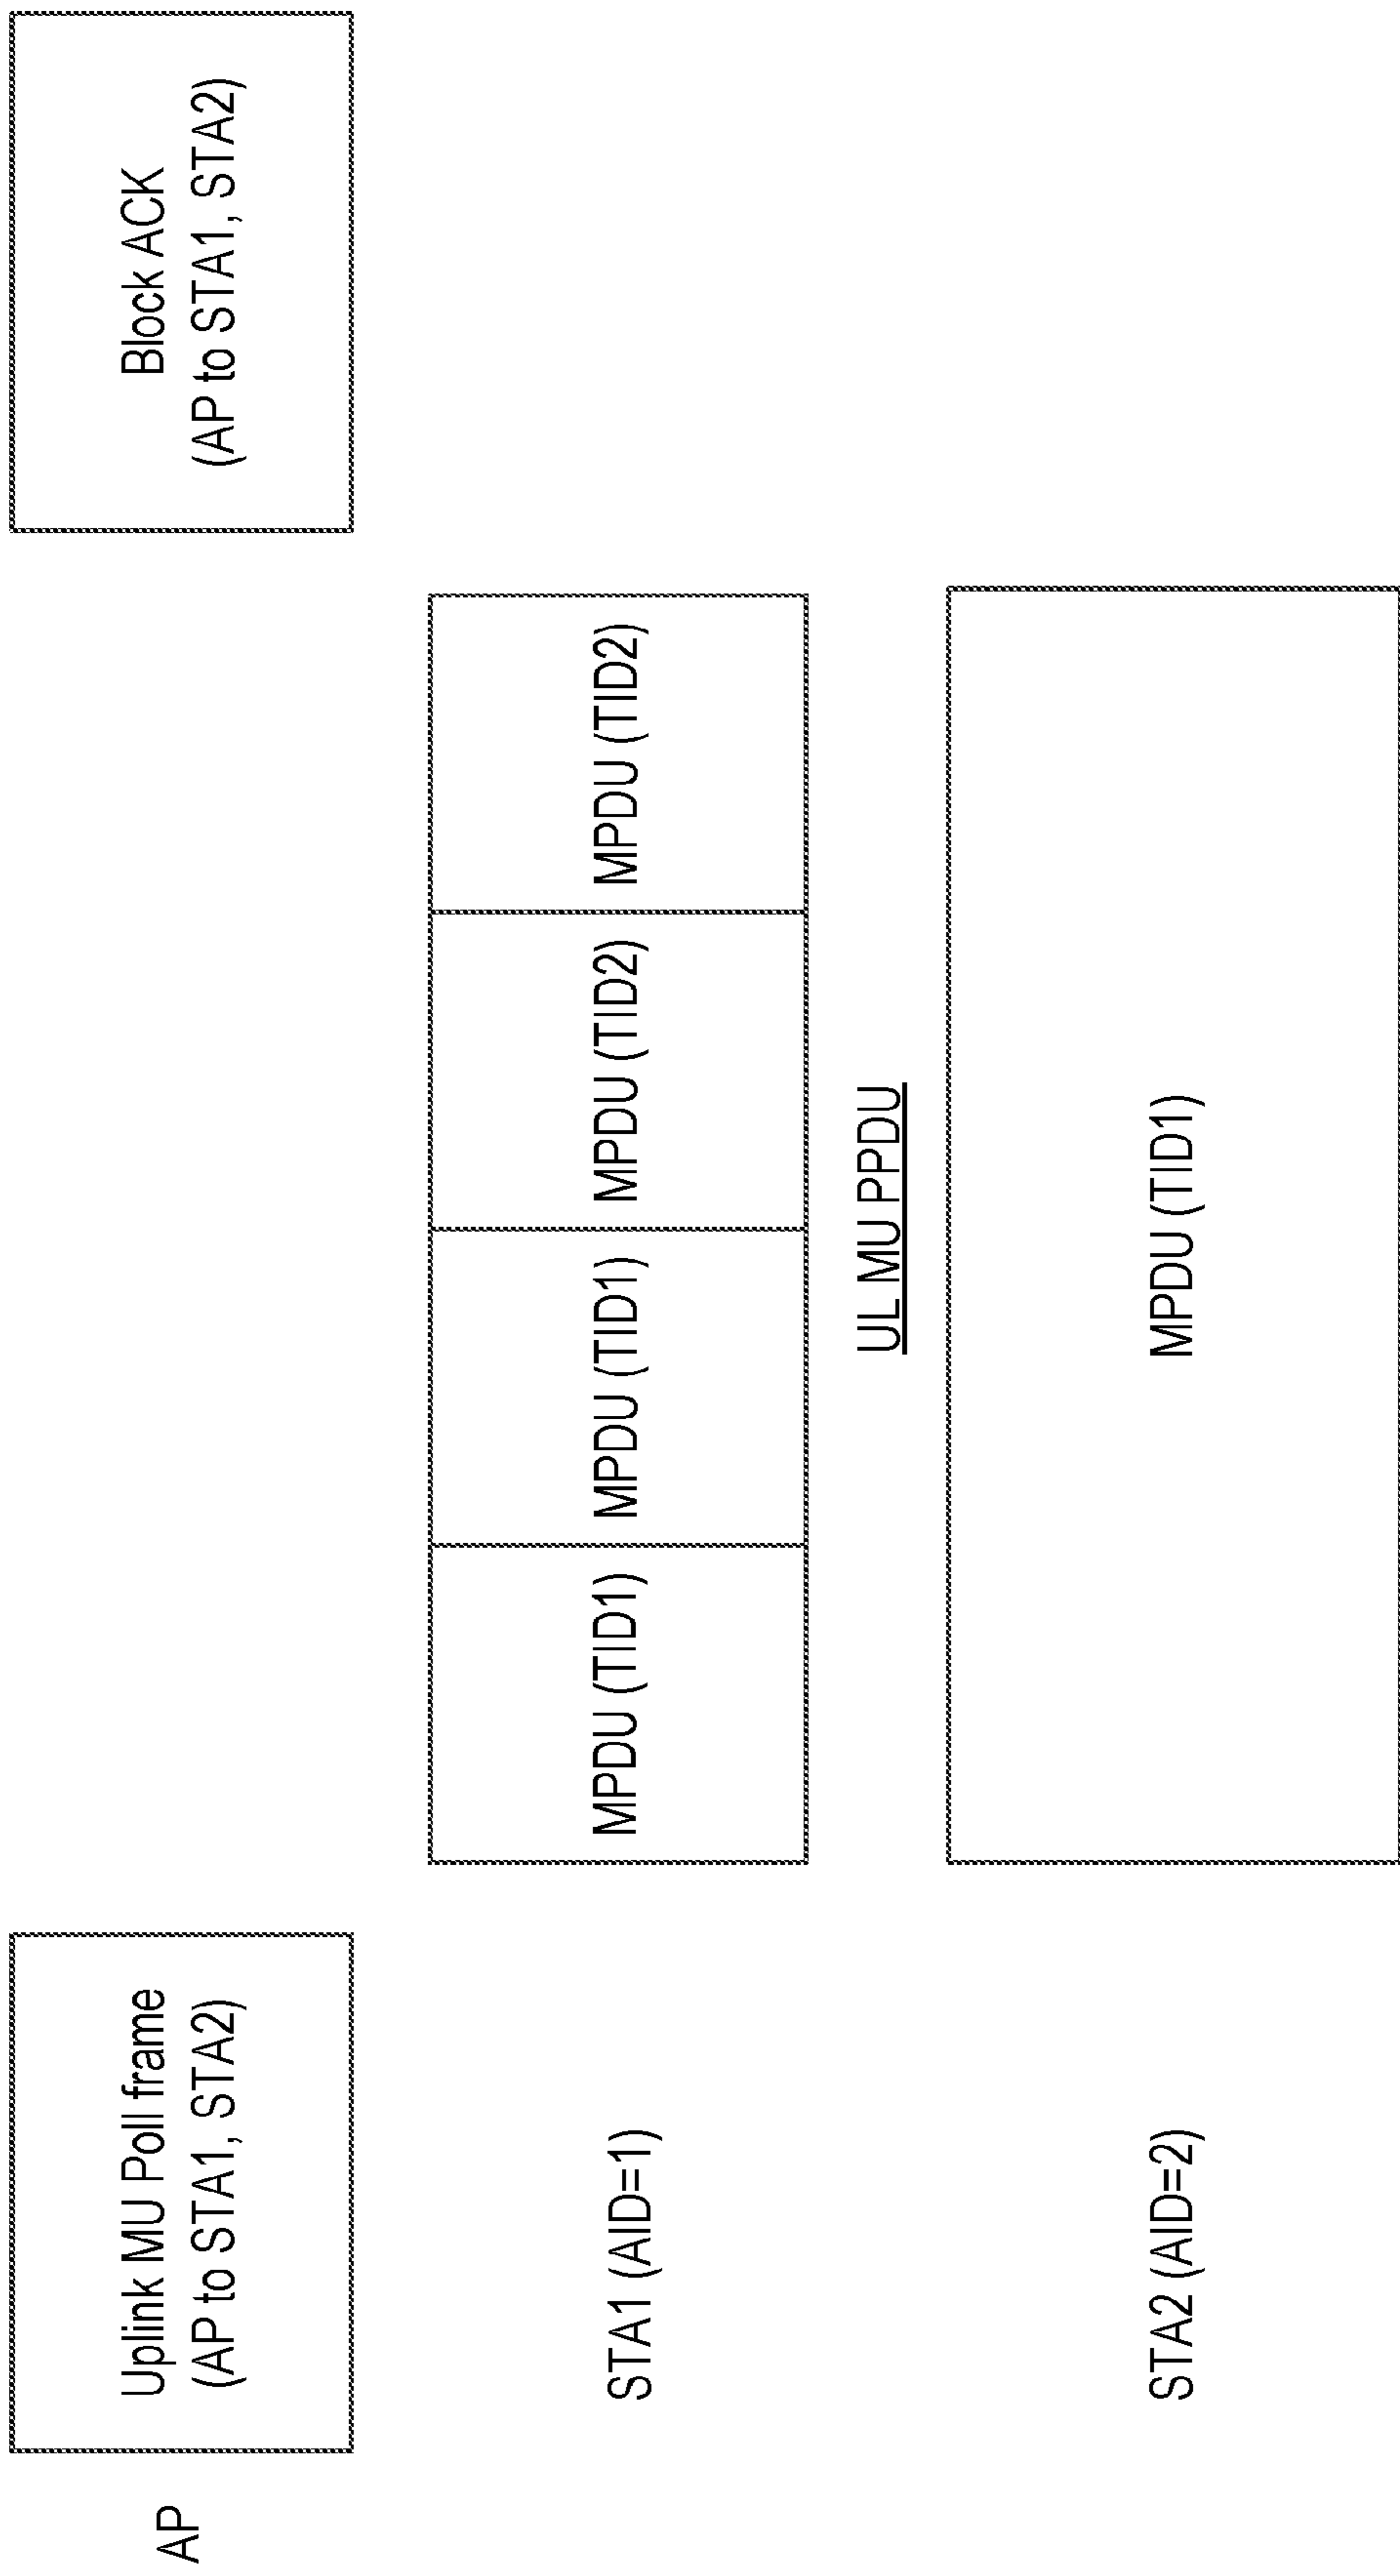 AP
Uplink MU Poll frame
(AP to STA1, STA2)
Block ACK
(AP to STA1, STA2)
STA1 (AID=1)
MPDU (TID1)
MPDU (TID1)
MPDU (TID2)
MPDU (TID2)
UL MU PPDU
STA2 (AID=2)
MPDU (TID1)